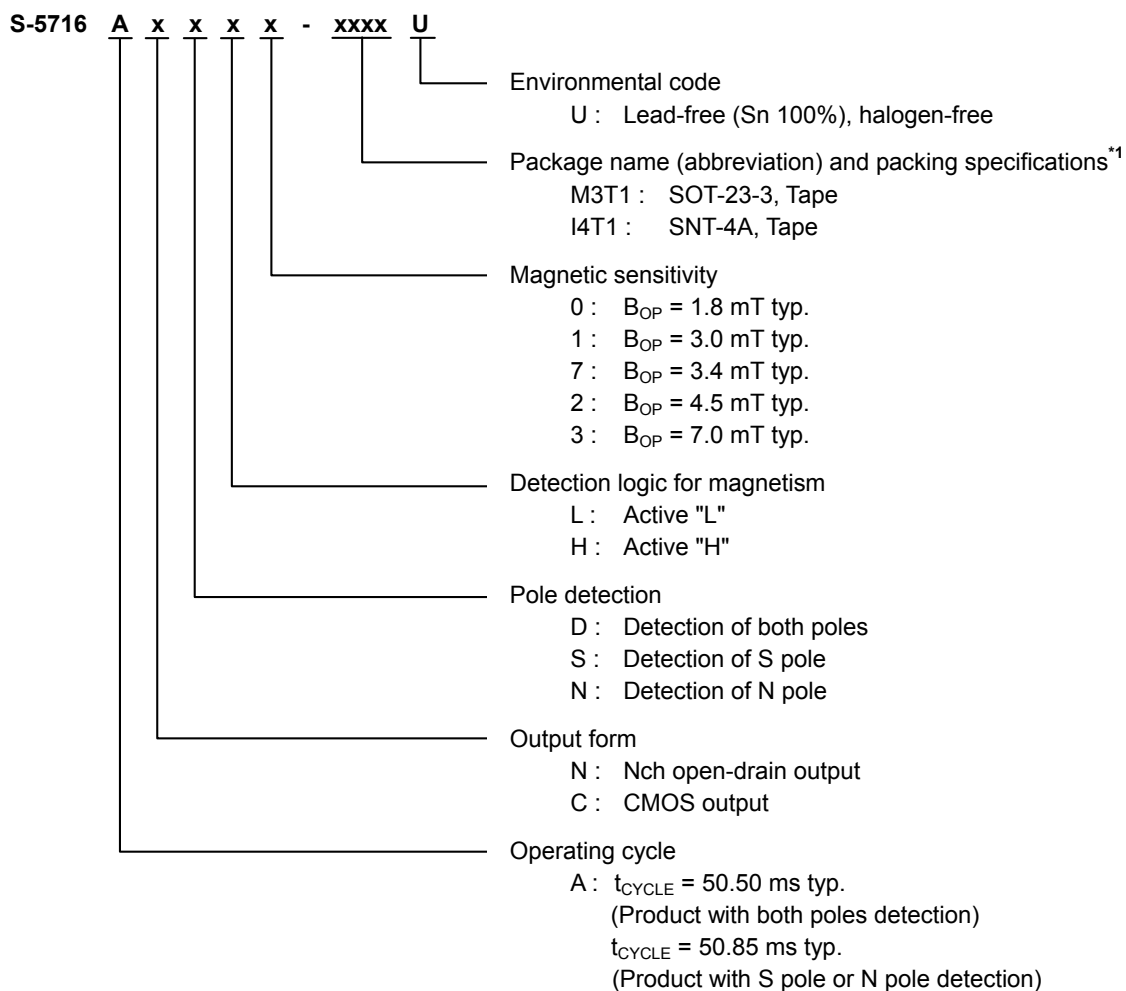 S-5716 A x x x x - xxxx U
Environmental code
U : Lead-free (Sn 100%), halogen-free
Package name (abbreviation) and packing specifications*1
M3T1 : SOT-23-3, Tape
I4T1 : SNT-4A, Tape
Magnetic sensitivity
0 : BOP = 1.8 mT typ.
1 : BOP = 3.0 mT typ.
7 : BOP = 3.4 mT typ.
2 : BOP = 4.5 mT typ.
3 : BOP = 7.0 mT typ.
Detection logic for magnetism
L : Active "L"
H : Active "H"
Pole detection
D : Detection of both poles
S : Detection of S pole
N : Detection of N pole
Output form
N : Nch open-drain output
C : CMOS output
Operating cycle
A : tCYCLE = 50.50 ms typ.
(Product with both poles detection)
tCYCLE = 50.85 ms typ.
(Product with S pole or N pole detection)